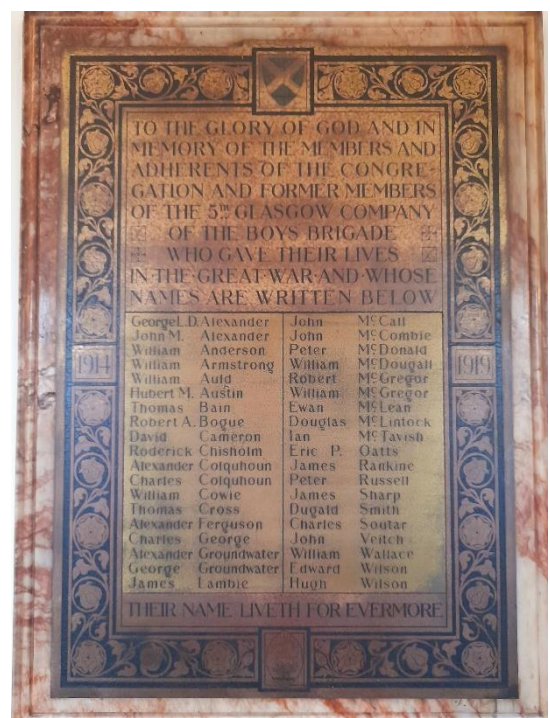 TO THE GLORY OF GOD AND IN
MEMORY OF THE MEMBERS AND
ADHERENTS OF THE CONGRE-
GATION AND FORMER MEMBERS
OF THE 5TH GLASGOW COMPANY
OF THE BOYS BRIGADE
WHO GAVE THEIR LIVES
IN·THE·GREAT·WAR·AND·WHOSE
NAMES ARE WRITTEN BELOW
1914
1919
George L.D. Alexander
John M. Alexander
William Anderson
William Armstrong
William Auld
Hubert M. Austin
Thomas Bain
Robert A. Bogue
David Cameron
Roderick Chisholm
Alexander Colquhoun
Charles Colquhoun
William Cowie
Thomas Cross
Alexander Ferguson
Charles George
Alexander Groundwater
George Groundwater
James Lambie
John McCall
John McCombie
Peter McDonald
William McDougall
Robert McGregor
William McGregor
Ewan McLean
Douglas McLintock
Ian McTavish
Eric P. Oatts
James Rankine
Peter Russell
James Sharp
Dugald Smith
Charles Soutar
John Veitch
William Wallace
Edward Wilson
Hugh Wilson
THEIR NAME LIVETH FOR EVERMORE